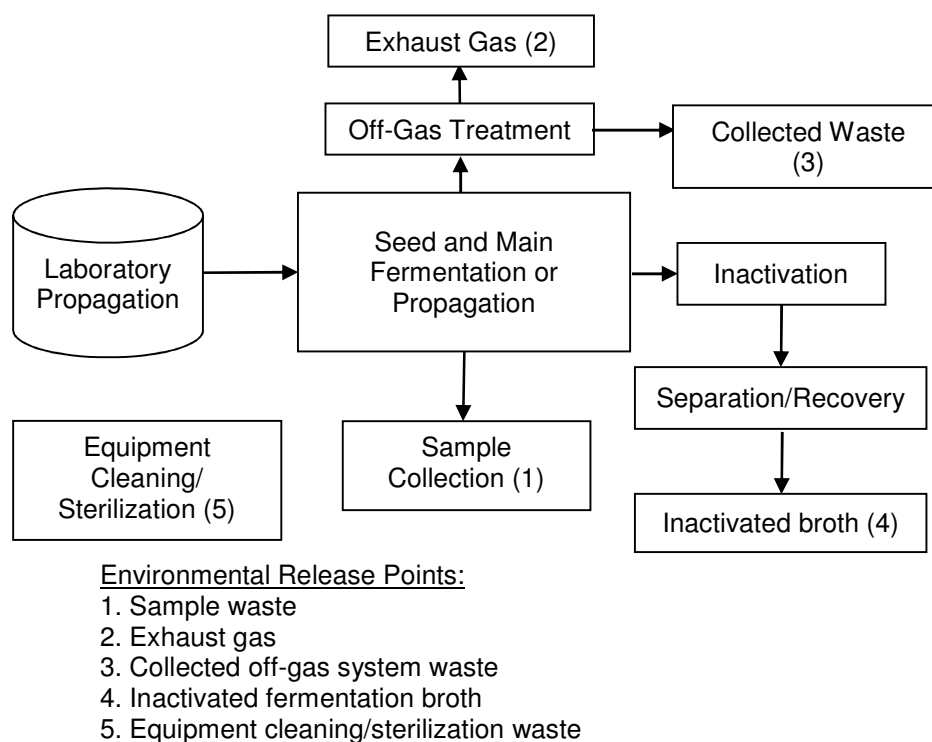 Exhaust Gas (2)
Off-Gas Treatment
Collected Waste
(3)
Laboratory
Propagation
Seed and Main
Fermentation or
Propagation
Inactivation
Separation/Recovery
Equipment
Cleaning/
Sterilization (5)
Sample
Collection (1)
Inactivated broth (4)
Environmental Release Points:
1. Sample waste
2. Exhaust gas
3. Collected off-gas system waste
4. Inactivated fermentation broth
5. Equipment cleaning/sterilization waste